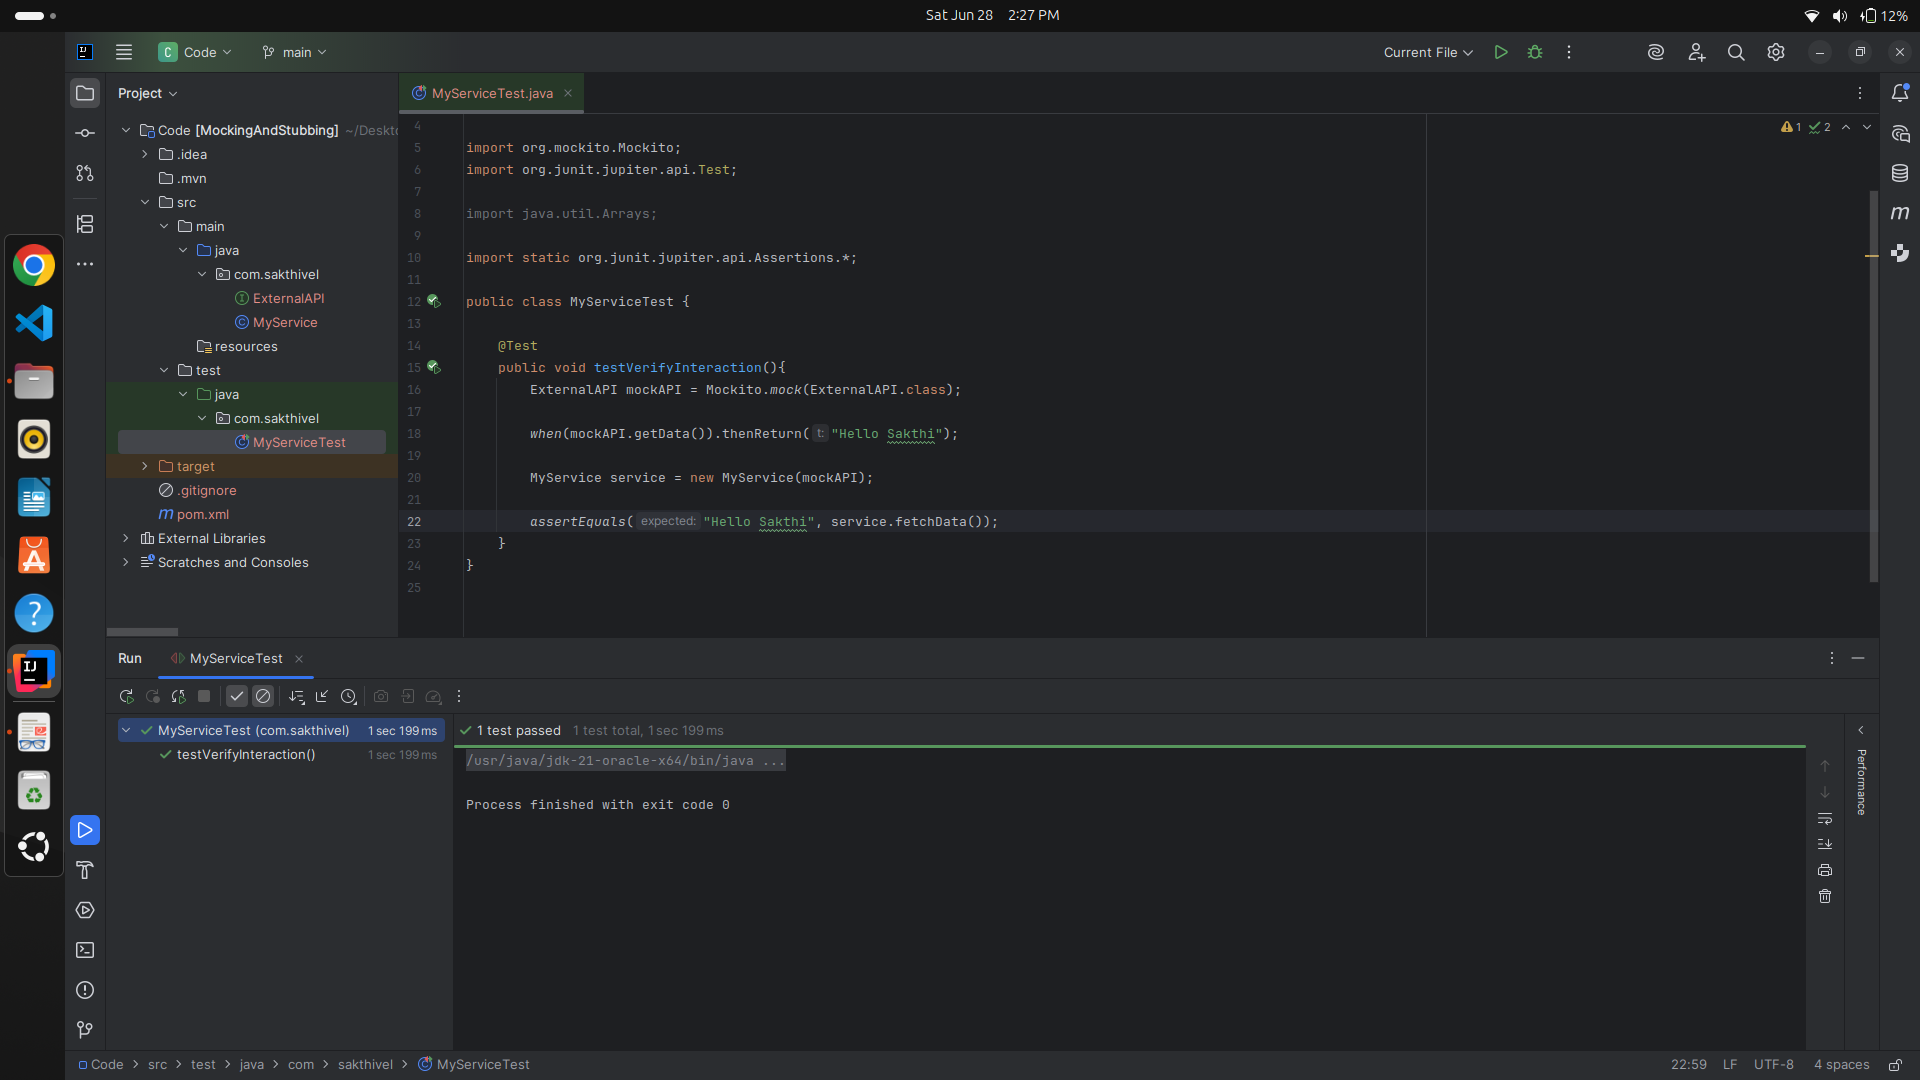 Sat Jun 28 2:27 PM
12%
C Code main
Current File
Project
MyServiceTest.java
Code [MockingAndStubbing] ~/Deskto
.idea
.mvn
src
main
java
com.sakthivel
ExternalAPI
MyService
resources
test
java
com.sakthivel
MyServiceTest
target
.gitignore
pom.xml
External Libraries
Scratches and Consoles
1 2
4
5 import org.mockito.Mockito;
6 import org.junit.jupiter.api.Test;
7
8 import java.util.Arrays;
9
10 import static org.junit.jupiter.api.Assertions.*;
11
12 public class MyServiceTest {
13
14 @Test
15 public void testVerifyInteraction(){
16 ExternalAPI mockAPI = Mockito.mock(ExternalAPI.class);
17
18 when(mockAPI.getData()).thenReturn( t: "Hello Sakthi");
19
20 MyService service = new MyService(mockAPI);
21
22 assertEquals( expected: "Hello Sakthi", service.fetchData());
23 }
24 }
25
Run MyServiceTest
MyServiceTest (com.sakthivel) 1 sec 199 ms
testVerifyInteraction() 1 sec 199 ms
1 test passed 1 test total, 1 sec 199 ms
/usr/java/jdk-21-oracle-x64/bin/java ...
Process finished with exit code 0
Performance
Code > src > test > java > com > sakthivel > MyServiceTest
22:59 LF UTF-8 4 spaces